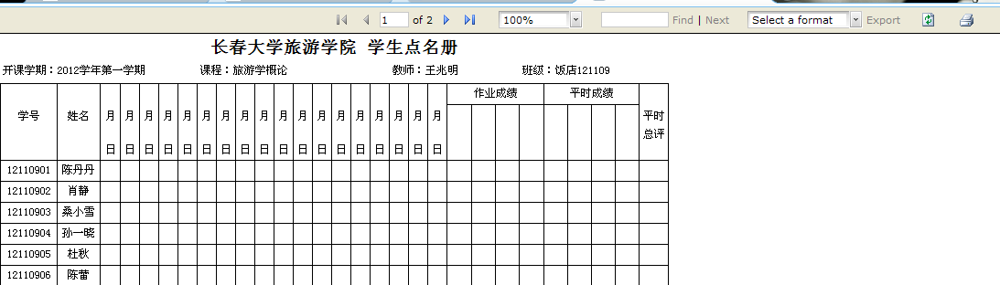 1 of 2 100% Find | Next Select a format Export
长春大学旅游学院 学生点名册
开课学期：2012学年第一学期 课程：旅游学概论 教师：王兆明 班级：饭店121109
学号 姓名 月 月 月 月 月 月 月 月 月 月 月 月 月 月 月 月 月 月 作业成绩 平时成绩 平时
日 日 日 日 日 日 日 日 日 日 日 日 日 日 日 日 日 日 总评
12110901 陈丹丹
12110902 肖静
12110903 桑小雪
12110904 孙一晓
12110905 杜秋
12110906 陈蕾